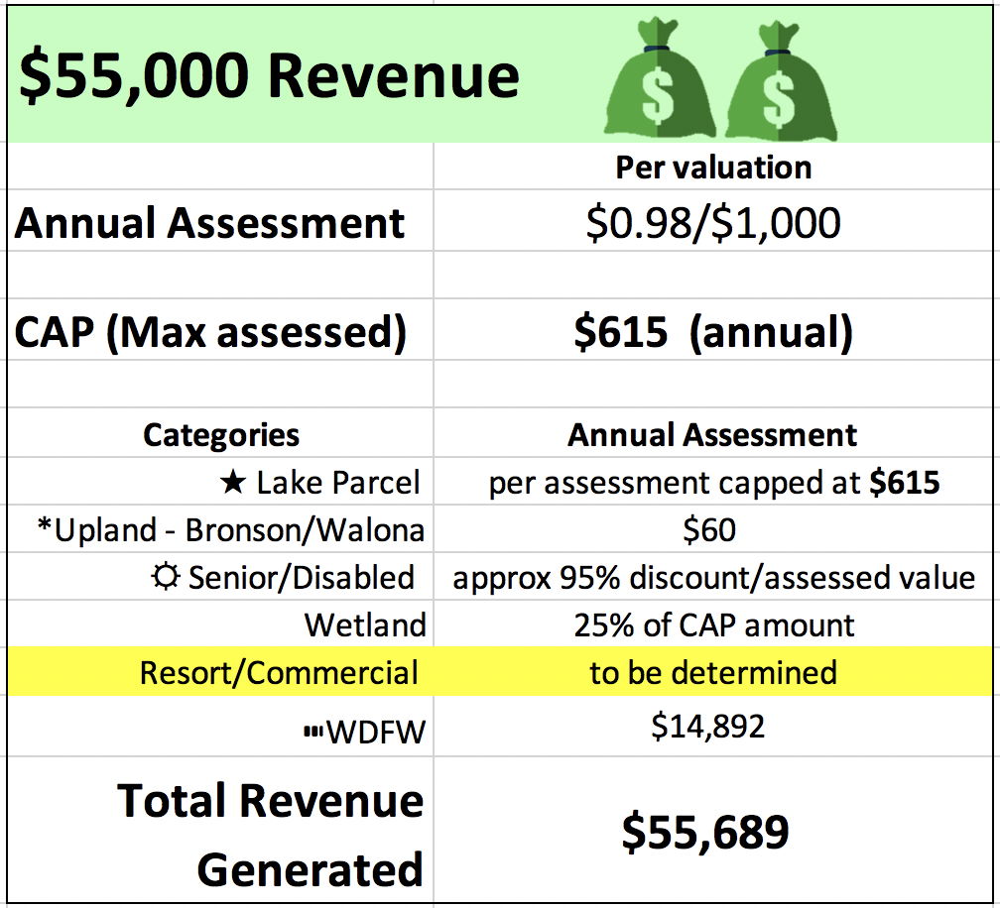 $55,000 Revenue $ $
Per valuation
Annual Assessment $0.98/$1,000
CAP (Max assessed) $615 (annual)
Categories Annual Assessment
★ Lake Parcel per assessment capped at $615
*Upland - Bronson/Walona $60
☼ Senior/Disabled approx 95% discount/assessed value
Wetland 25% of CAP amount
Resort/Commercial to be determined
WDFW $14,892
Total Revenue
Generated $55,689